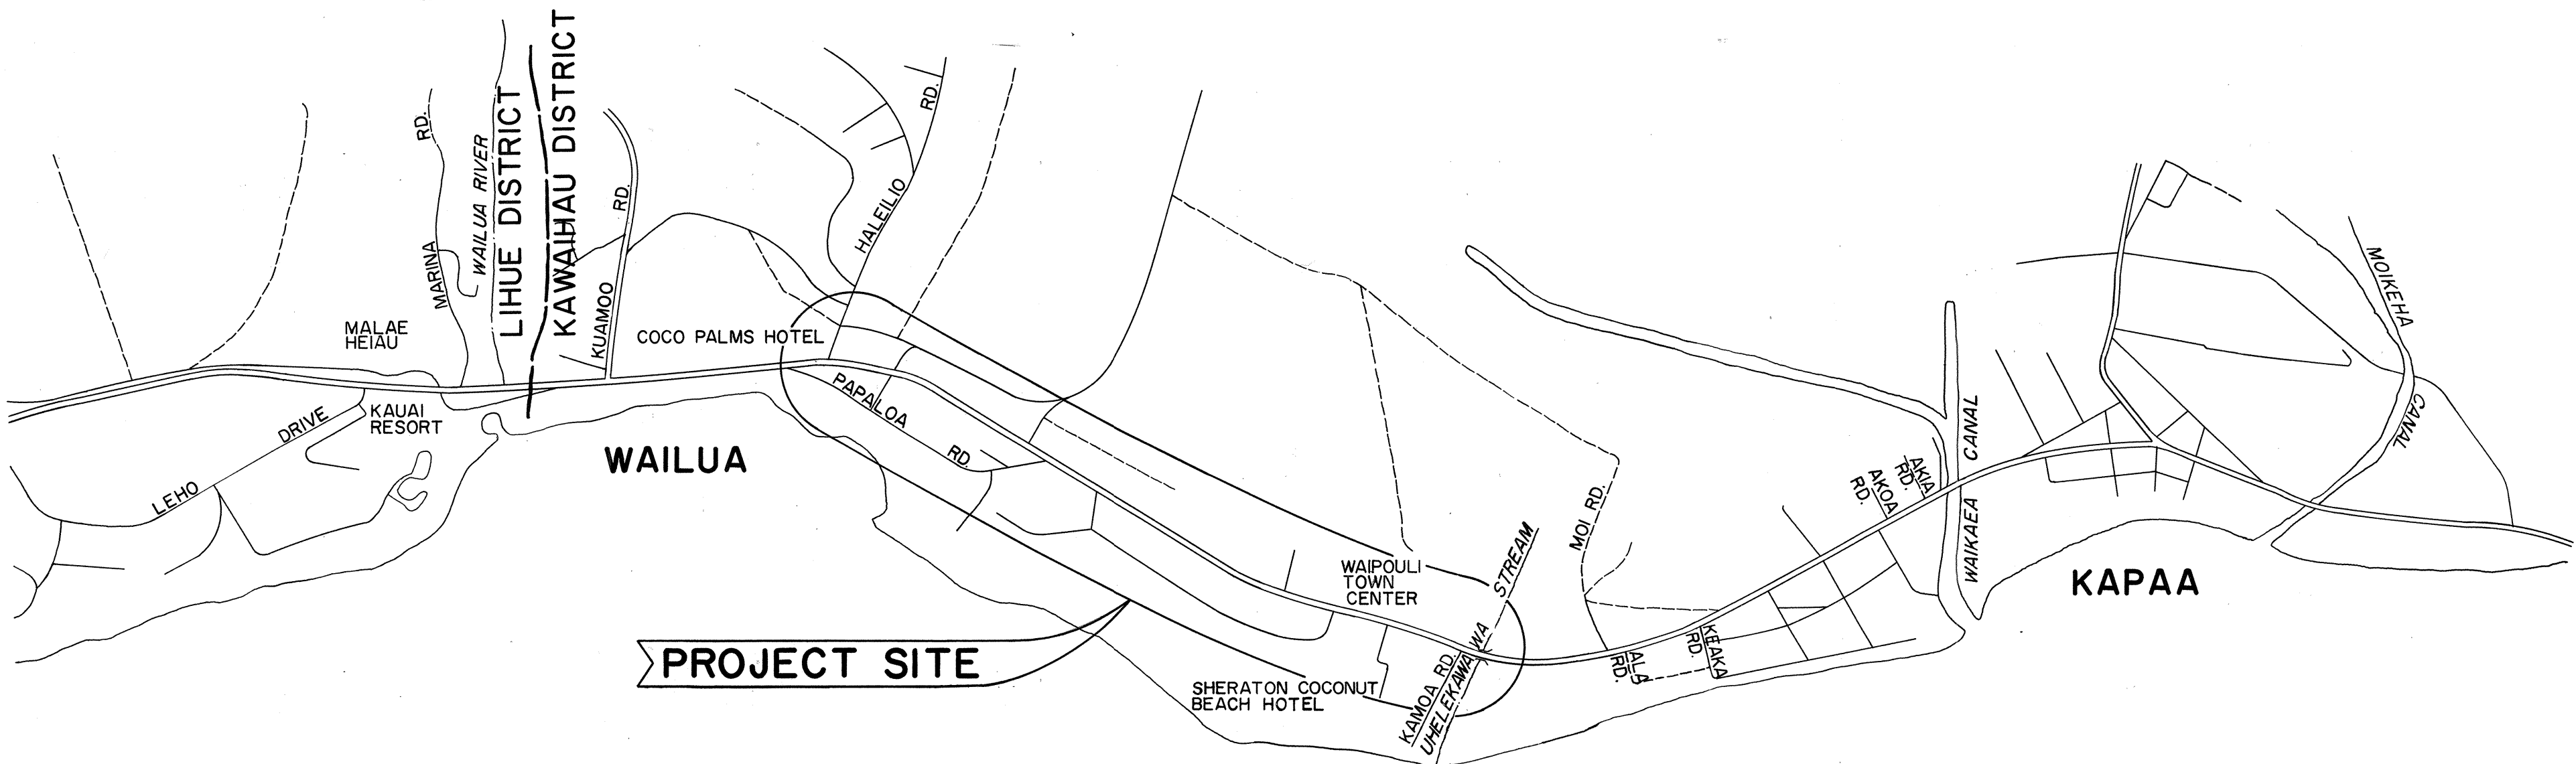 MARINA RD.
WAILUA RIVER
LIHUE DISTRICT
KAWAIHAU DISTRICT
KUAMOO RD.
HALEILIO RD.
MALAE
HEIAU
COCO PALMS HOTEL
LEHO DRIVE
KAUAI
RESORT
WAILUA
PAPALOA RD.
PROJECT SITE
WAIPOULI
TOWN
CENTER
SHERATON COCONUT
BEACH HOTEL
KAMOA RD.
UHELEKAWAWA STREAM
MOI RD.
ALA
RD.
KEAKA
RD.
AKOA
RD.
AKIA
RD.
WAIKAEA CANAL
MOIKEHA CANAL
KAPAA